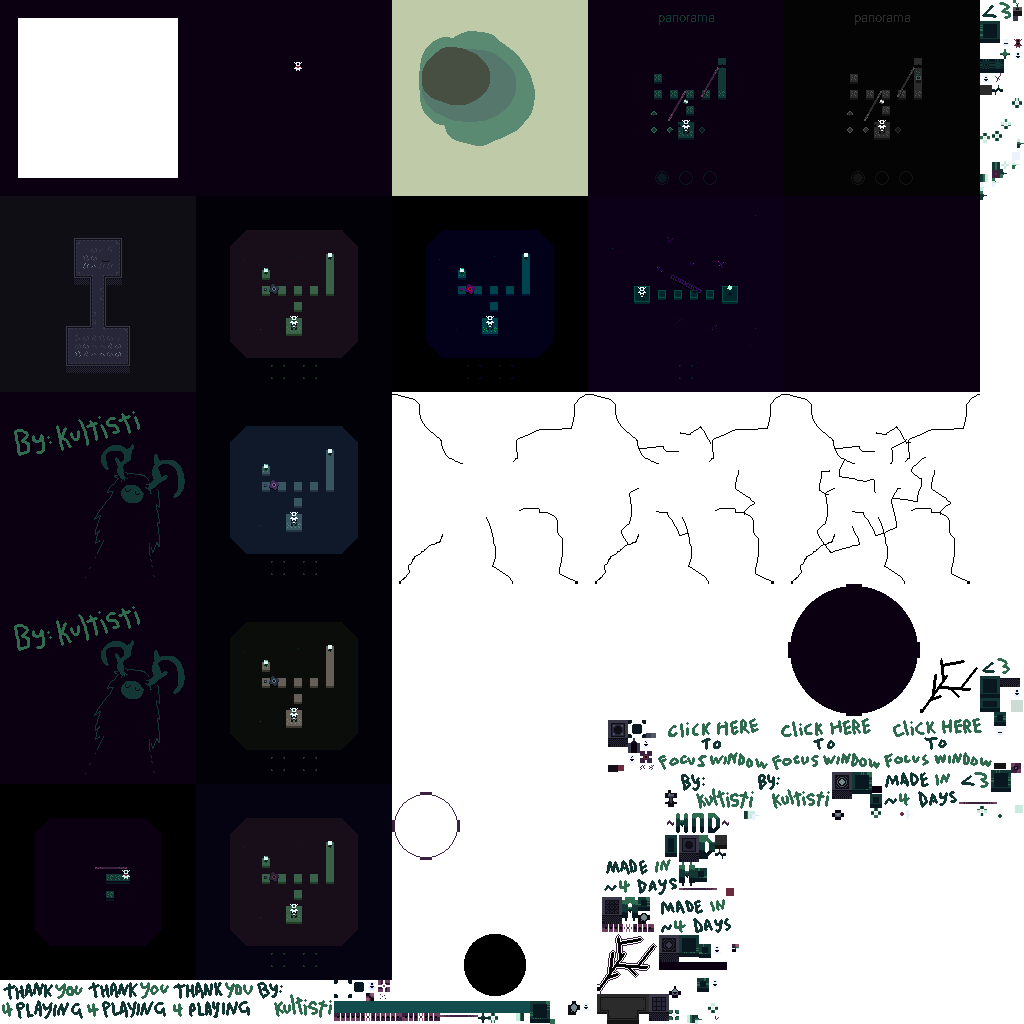 panorama
panorama
<3
By: Kultisti
By: Kultisti
<3
CLICK HERE
TO
FOCUS WINDOW
CLICK HERE
TO
FOCUS WINDOW
CLICK HERE
TO
FOCUS WINDOW
BY:
kultisti
BY:
kultisti
MADE IN
~4 DAYS
<3
~MND~
MADE IN
~4 DAYS
MADE IN
~4 DAYS
THANK YOU
4 PLAYING
THANK YOU
4 PLAYING
THANK YOU
4 PLAYING
BY:
kultisti